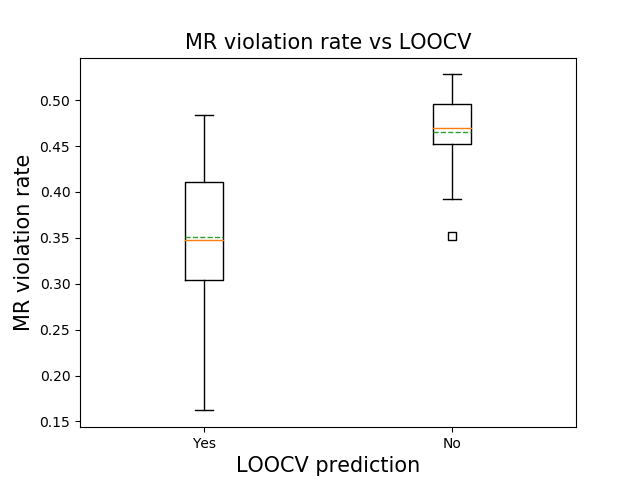 MR violation rate vs LOOCV
MR violation rate
0.50
0.45
0.40
0.35
0.30
0.25
0.20
0.15
Yes
No
LOOCV prediction